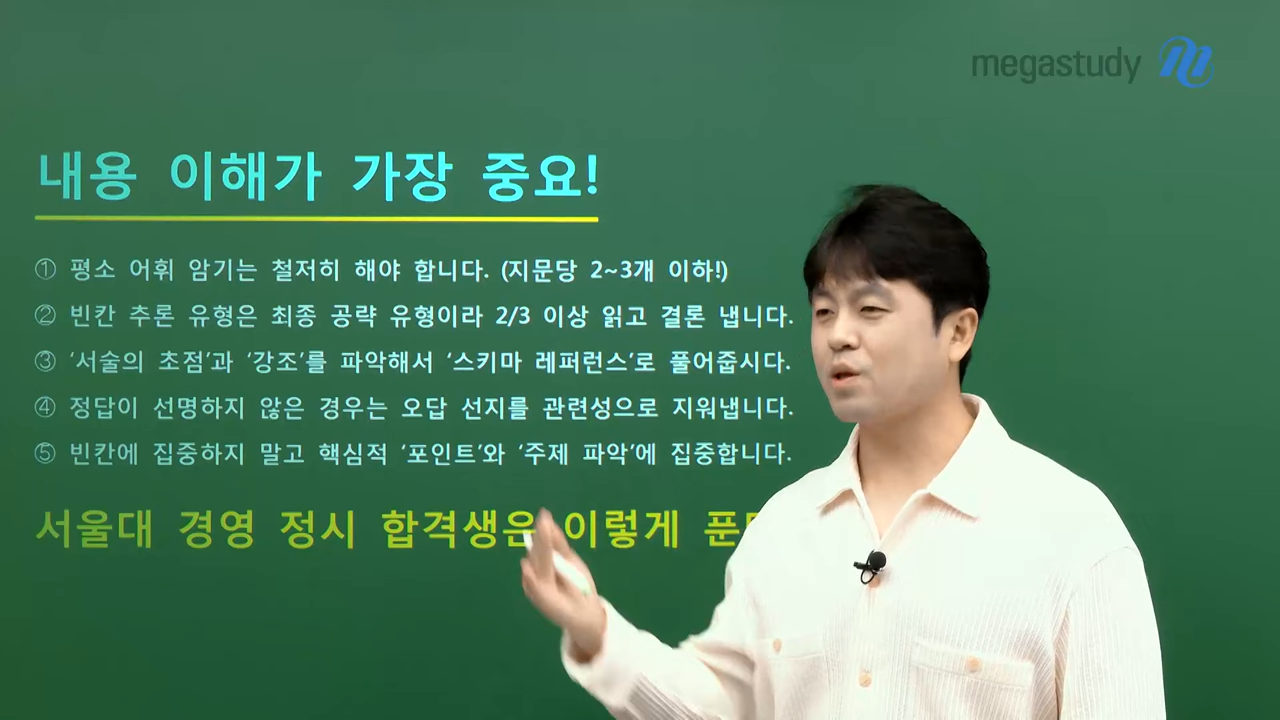 megastudy
내용 이해가 가장 중요!
① 평소 어휘 암기는 철저히 해야 합니다. (지문당 2~3개 이하!)
② 빈칸 추론 유형은 최종 공략 유형이라 2/3 이상 읽고 결론 냅니다.
③ ‘서술의 초점’과 ‘강조’를 파악해서 ‘스키마 레퍼런스’로 풀어줍시다.
④ 정답이 선명하지 않은 경우는 오답 선지를 관련성으로 지워냅니다.
⑤ 빈칸에 집중하지 말고 핵심적 ‘포인트’와 ‘주제 파악’에 집중합니다.
서울대 경영 정시 합격생은 이렇게